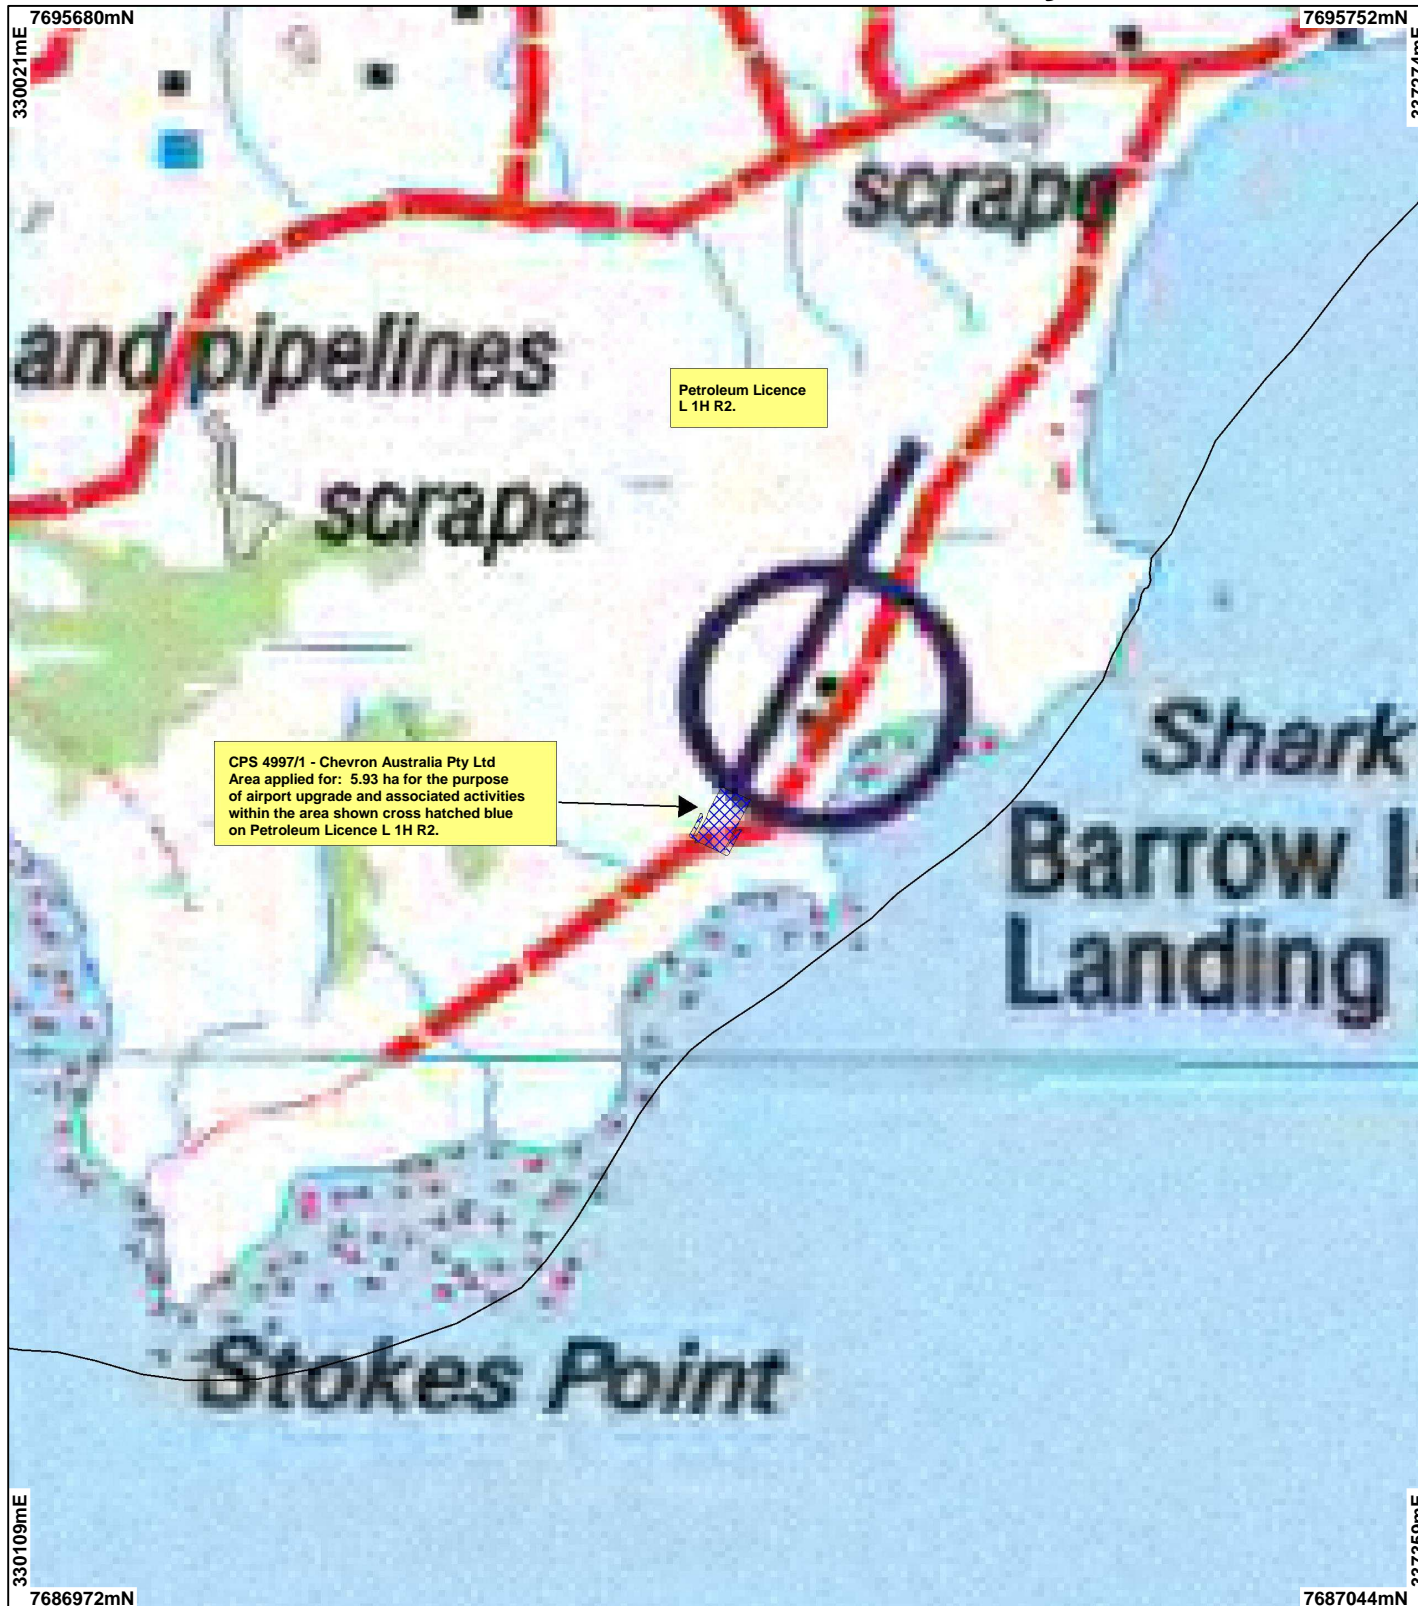 7695680mN
7695752mN
330021mE
scrape
and pipelines
Petroleum Licence
L 1H R2.
scrape
Shark
CPS 4997/1 - Chevron Australia Pty Ltd
Area applied for: 5.93 ha for the purpose
of airport upgrade and associated activities
within the area shown cross hatched blue
on Petroleum Licence L 1H R2.
Barrow
Landing
Stokes Point
330109mE
7686972mN
7687044mN